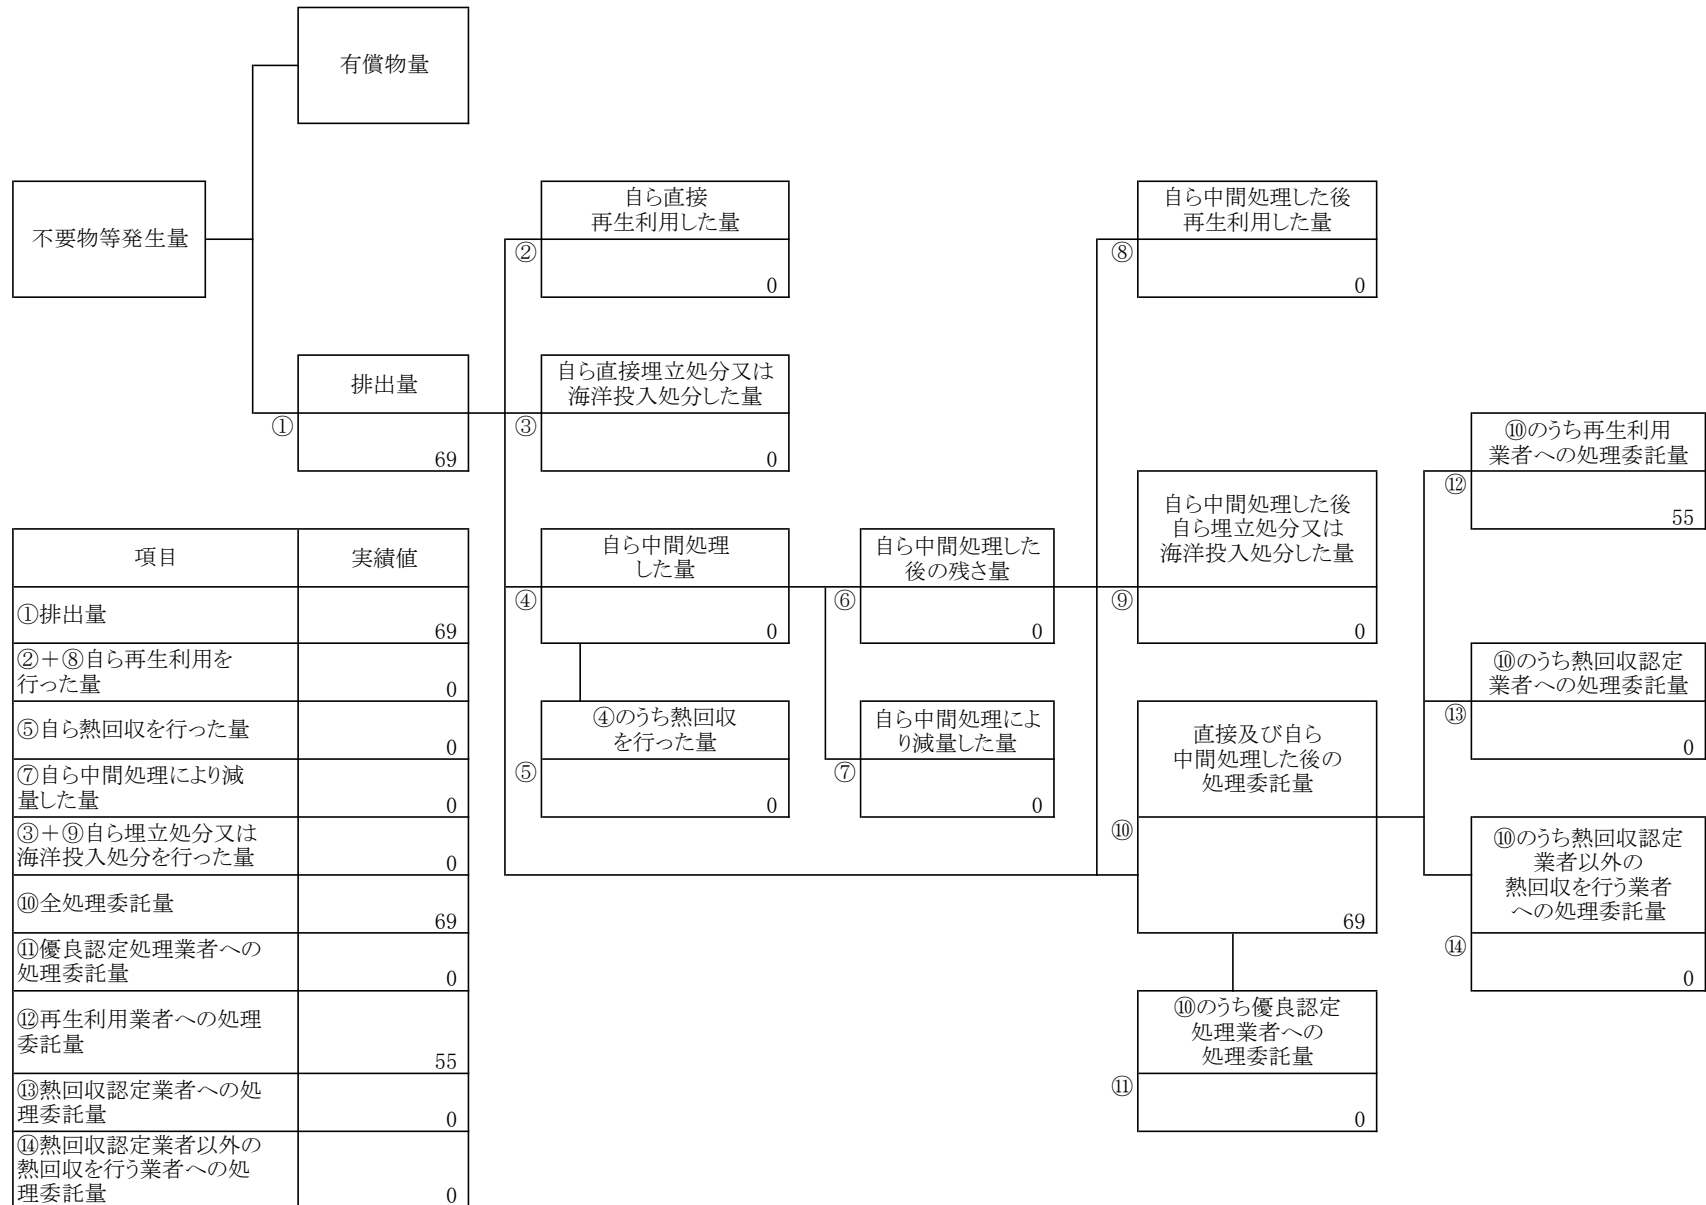 有償物量
不要物等発生量
自ら直接
再生利用した量
②
0
自ら中間処理した後
再生利用した量
⑧
0
排出量
①
69
自ら直接埋立処分又は
海洋投入処分した量
③
0
⑩のうち再生利用
業者への処理委託量
⑫
55
自ら中間処理
した量
④
0
自ら中間処理した
後の残さ量
⑥
0
自ら中間処理した後
自ら埋立処分又は
海洋投入処分した量
⑨
0
⑩のうち熱回収認定
業者への処理委託量
⑬
0
④のうち熱回収
を行った量
⑤
0
自ら中間処理によ
り減量した量
⑦
0
直接及び自ら
中間処理した後の
処理委託量
⑩
69
⑩のうち熱回収認定
業者以外の
熱回収を行う業者
への処理委託量
⑭
0
⑩のうち優良認定
処理業者への
処理委託量
⑪
0
項目 実績値
①排出量
69
②+⑧自ら再生利用を
行った量
0
⑤自ら熱回収を行った量
0
⑦自ら中間処理により減
量した量
0
③+⑨自ら埋立処分又は
海洋投入処分を行った量
0
⑩全処理委託量
69
⑪優良認定処理業者への
処理委託量
0
⑫再生利用業者への処理
委託量
55
⑬熱回収認定業者への処
理委託量
0
⑭熱回収認定業者以外の
熱回収を行う業者への処
理委託量
0